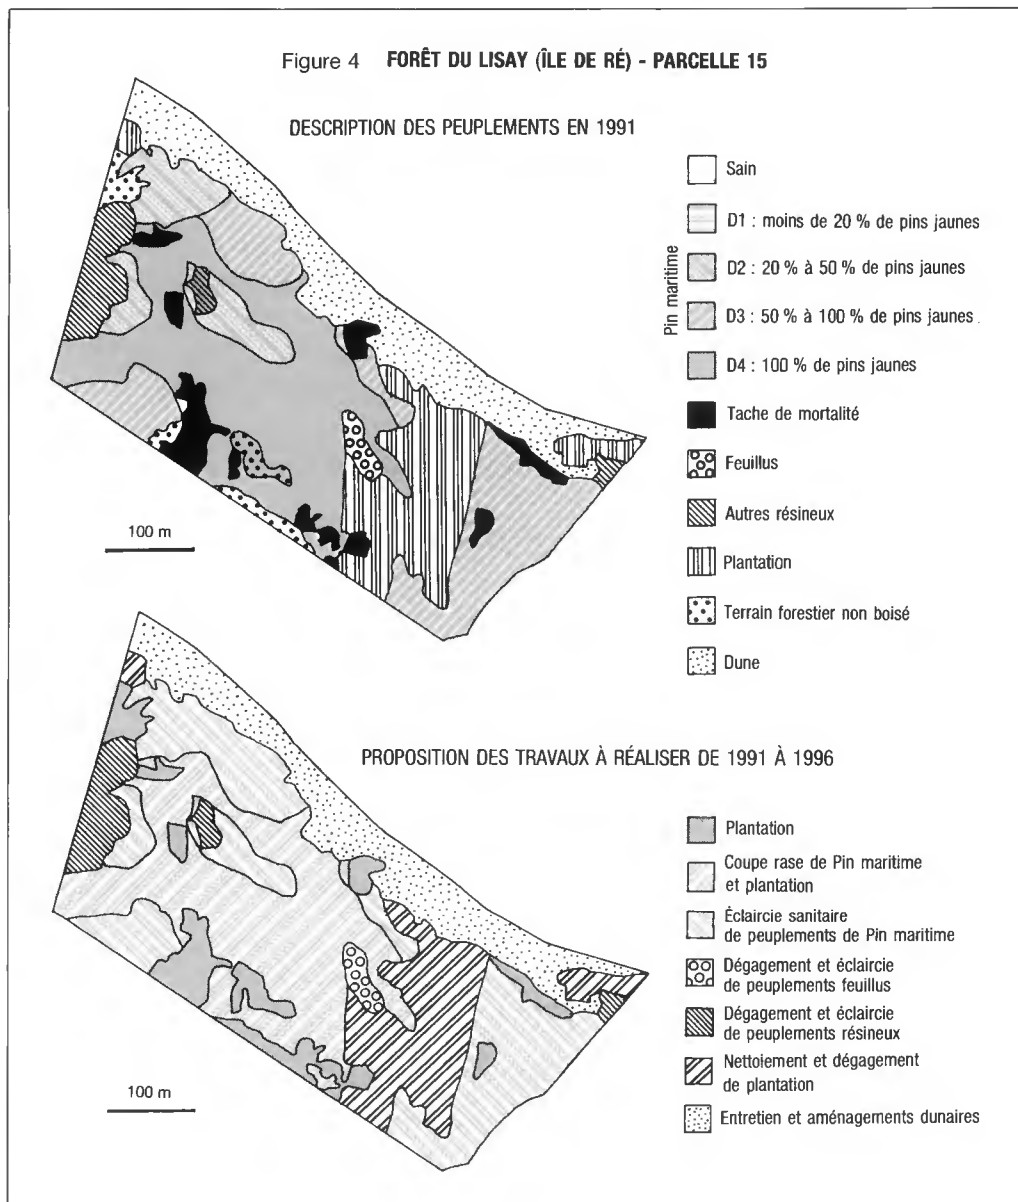 Figure 4 FORÊT DU LISAY (ÎLE DE RÉ) - PARCELLE 15
DESCRIPTION DES PEUPLEMENTS EN 1991
Pin maritime
Sain
D1 : moins de 20 % de pins jaunes
D2 : 20 % à 50 % de pins jaunes
D3 : 50 % à 100 % de pins jaunes
D4 : 100 % de pins jaunes
Tache de mortalité
Feuillus
Autres résineux
Plantation
Terrain forestier non boisé
Dune
100 m
PROPOSITION DES TRAVAUX À RÉALISER DE 1991 À 1996
Plantation
Coupe rase de Pin maritime
et plantation
Éclaircie sanitaire
de peuplements de Pin maritime
Dégagement et éclaircie
de peuplements feuillus
Dégagement et éclaircie
de peuplements résineux
Nettoiement et dégagement
de plantation
Entretien et aménagements dunaires
100 m